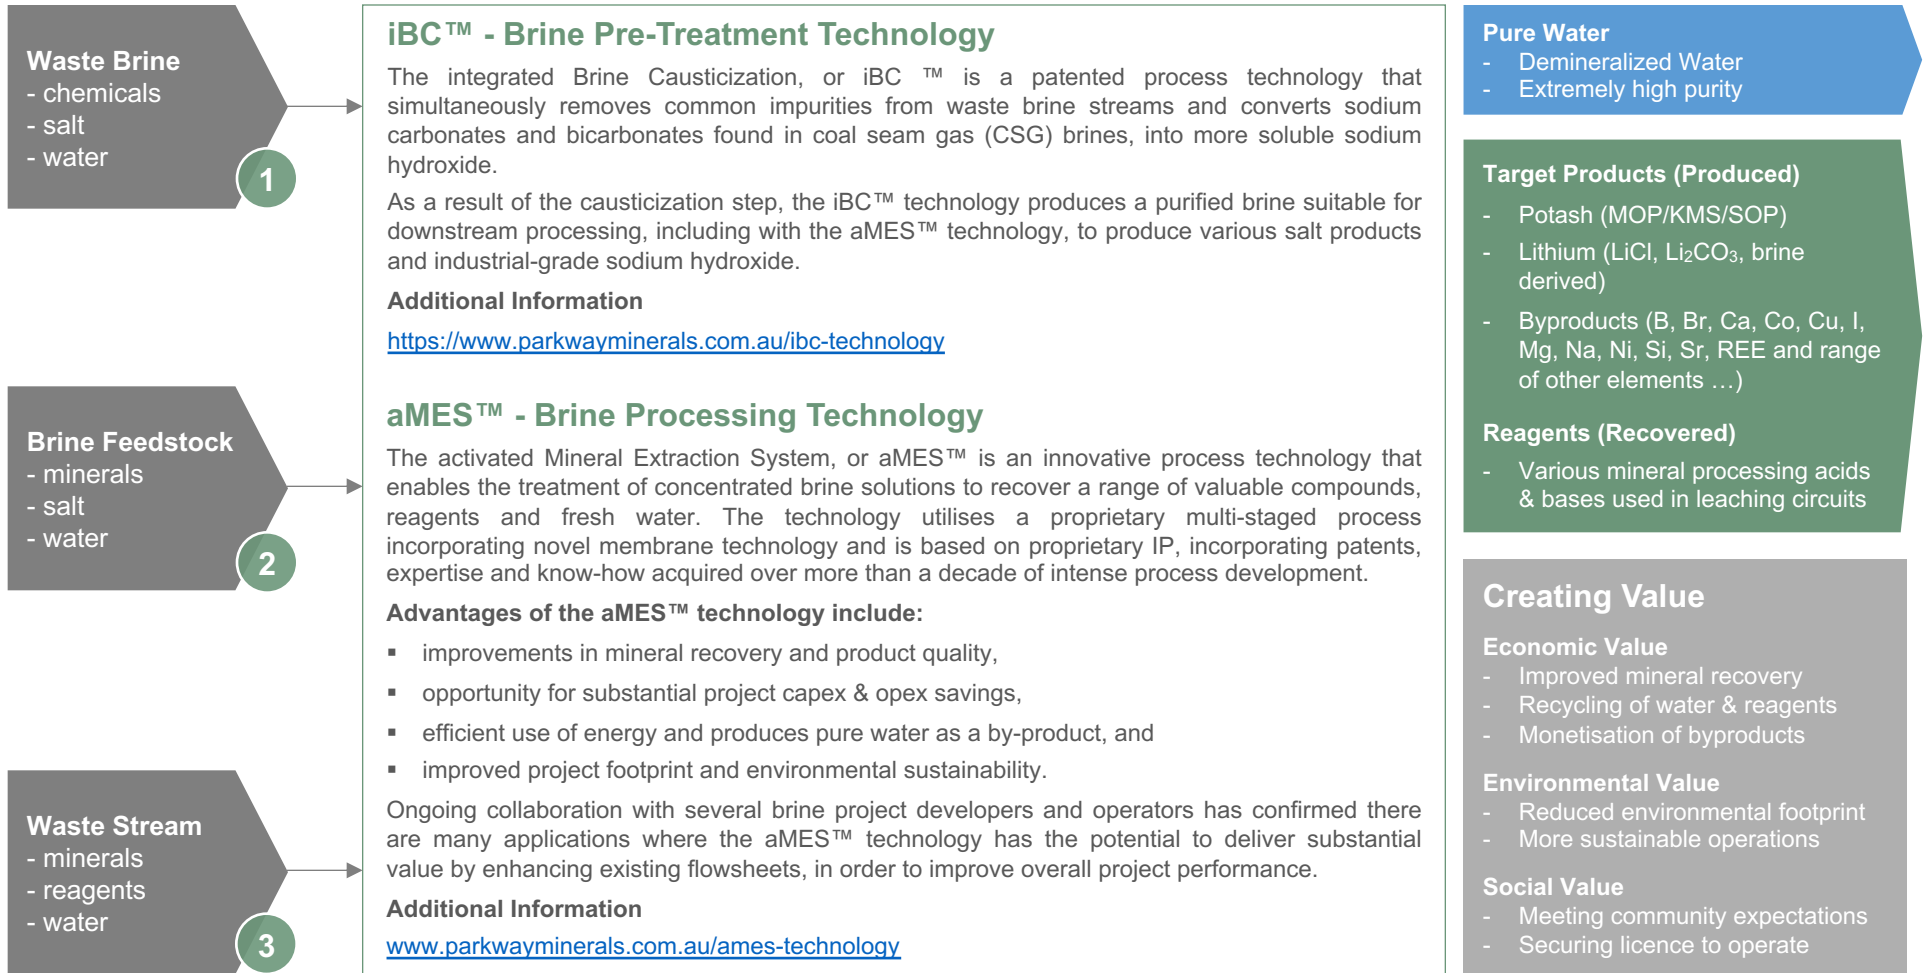 Waste Brine
- chemicals
- salt
- water
1
Brine Feedstock
- minerals
- salt
- water
2
Waste Stream
- minerals
- reagents
- water
3
iBC™ - Brine Pre-Treatment Technology
The integrated Brine Causticization, or iBC ™ is a patented process technology that
simultaneously removes common impurities from waste brine streams and converts sodium
carbonates and bicarbonates found in coal seam gas (CSG) brines, into more soluble sodium
hydroxide.
As a result of the causticization step, the iBC™ technology produces a purified brine suitable for
downstream processing, including with the aMES™ technology, to produce various salt products
and industrial-grade sodium hydroxide.
Additional Information
https://www.parkwayminerals.com.au/ibc-technology
aMES™ - Brine Processing Technology
The activated Mineral Extraction System, or aMES™ is an innovative process technology that
enables the treatment of concentrated brine solutions to recover a range of valuable compounds,
reagents and fresh water. The technology utilises a proprietary multi-staged process
incorporating novel membrane technology and is based on proprietary IP, incorporating patents,
expertise and know-how acquired over more than a decade of intense process development.
Advantages of the aMES™ technology include:
▪ improvements in mineral recovery and product quality,
▪ opportunity for substantial project capex & opex savings,
▪ efficient use of energy and produces pure water as a by-product, and
▪ improved project footprint and environmental sustainability.
Ongoing collaboration with several brine project developers and operators has confirmed there
are many applications where the aMES™ technology has the potential to deliver substantial
value by enhancing existing flowsheets, in order to improve overall project performance.
Additional Information
www.parkwayminerals.com.au/ames-technology
Pure Water
- Demineralized Water
- Extremely high purity
Target Products (Produced)
- Potash (MOP/KMS/SOP)
- Lithium (LiCl, Li₂CO₃, brine
derived)
- Byproducts (B, Br, Ca, Co, Cu, I,
Mg, Na, Ni, Si, Sr, REE and range
of other elements …)
Reagents (Recovered)
- Various mineral processing acids
& bases used in leaching circuits
Creating Value
Economic Value
- Improved mineral recovery
- Recycling of water & reagents
- Monetisation of byproducts
Environmental Value
- Reduced environmental footprint
- More sustainable operations
Social Value
- Meeting community expectations
- Securing licence to operate